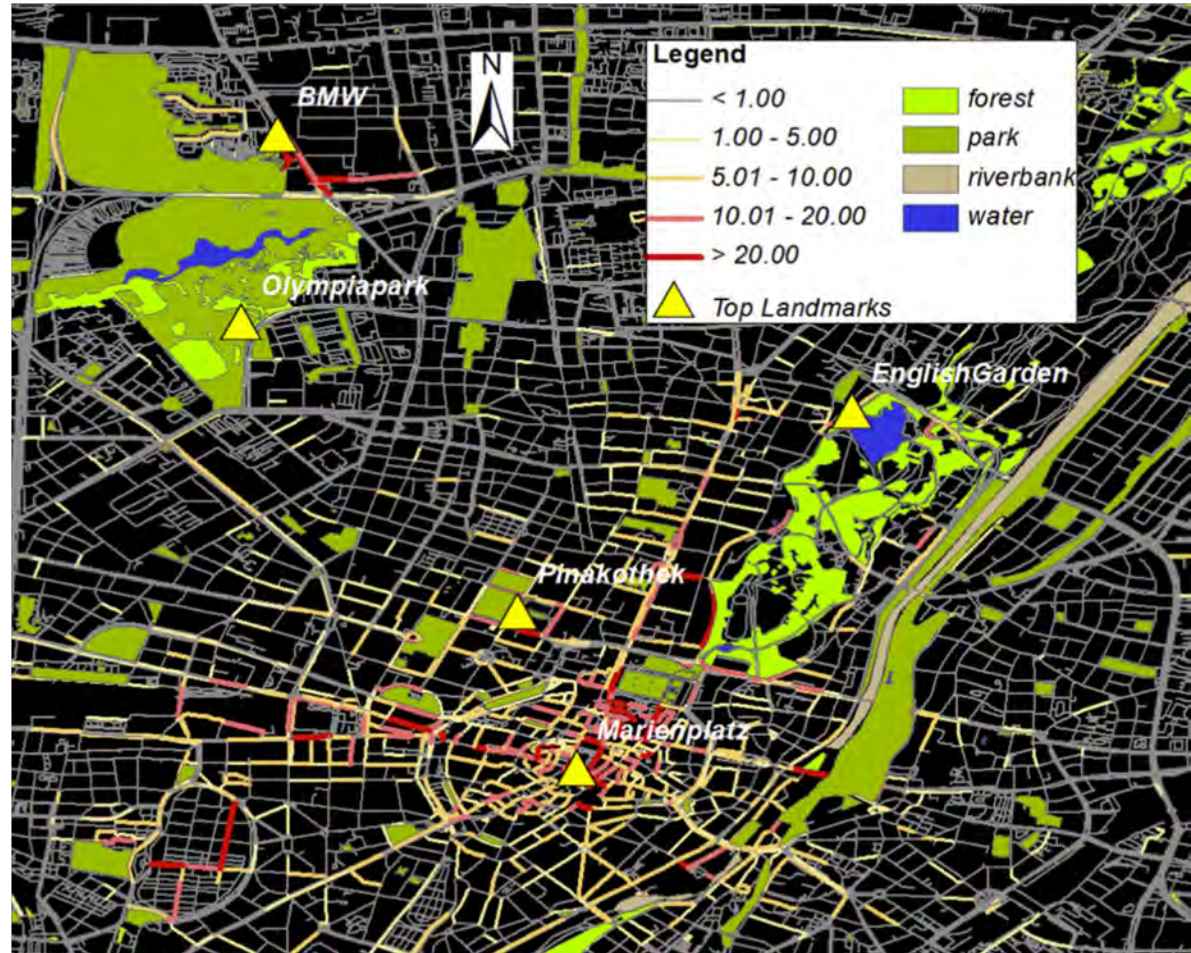 BMW
N
Legend
< 1.00
1.00 - 5.00
5.01 - 10.00
10.01 - 20.00
> 20.00
Top Landmarks
forest
park
riverbank
water
Olympiapark
EnglishGarden
Pinakothek
Marienplatz